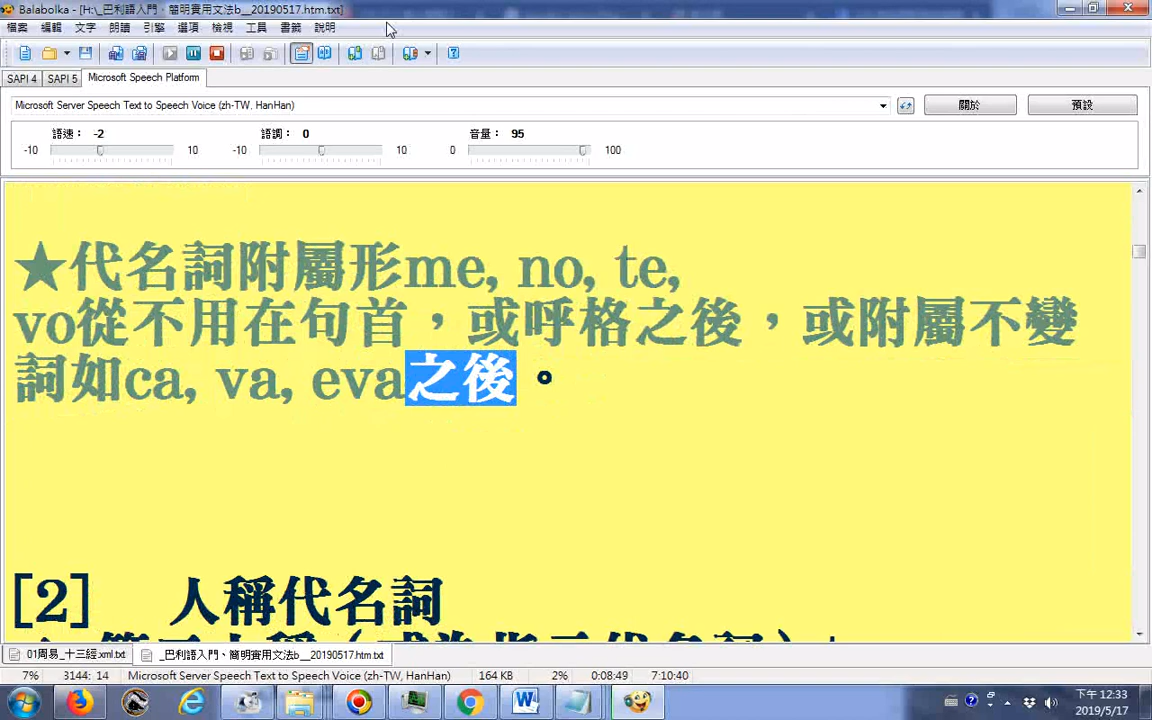 Balabolka - [H:\_巴利語入門、簡明實用文法b__20190517.htm.txt]
檔案 編輯 文字 朗讀 引擎 選項 檢視 工具 書籤 說明
SAPI 4 SAPI 5 Microsoft Speech Platform
Microsoft Server Speech Text to Speech Voice (zh-TW, HanHan) 關於 預設
語速： -2 語調： 0 音量： 95
-10 10 -10 10 0 100
★代名詞附屬形me, no, te,
vo從不用在句首，或呼格之後，或附屬不變
詞如ca, va, eva之後。
[2] 人稱代名詞
01周易_十三經.xml.txt _巴利語入門、簡明實用文法b__20190517.htm.txt
7% 3144: 14 Microsoft Server Speech Text to Speech Voice (zh-TW, HanHan) 164 KB 2% 0:08:49 7:10:40
下午 12:33
2019/5/17